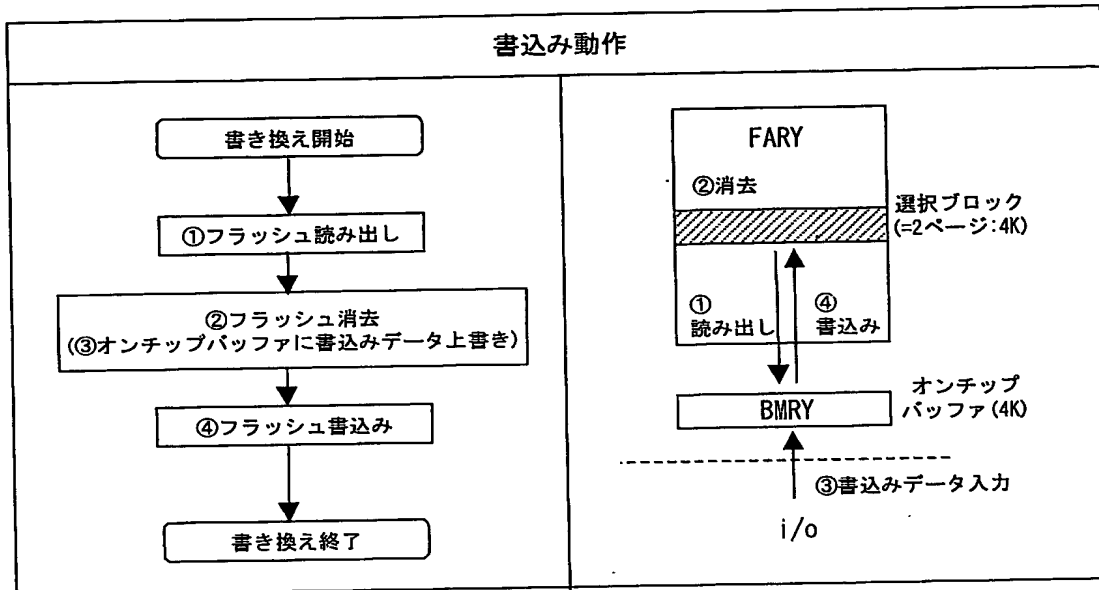 書込み動作
書き換え開始
①フラッシュ読み出し
②フラッシュ消去
(③オンチップバッファに書込みデータ上書き)
④フラッシュ書込み
書き換え終了
FARY
②消去
選択ブロック
(=2ページ:4K)
①
読み出し
④
書込み
BMRY
オンチップ
バッファ(4K)
③書込みデータ入力
i/o